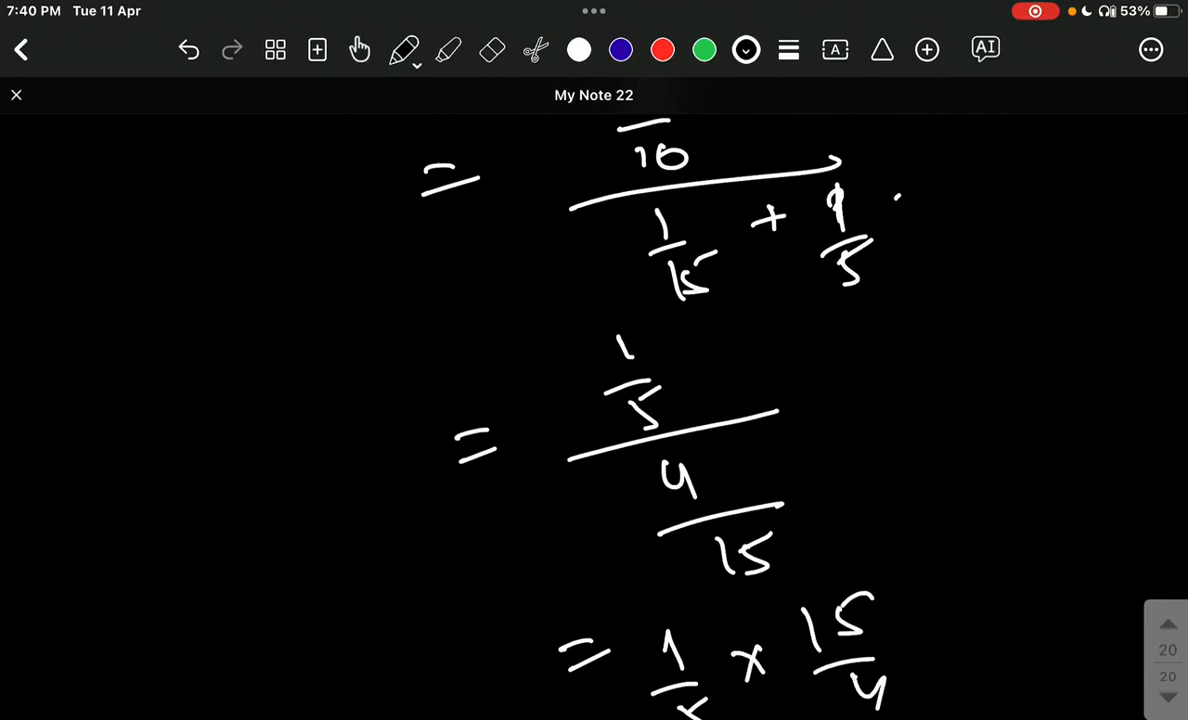 7:40 PM Tue 11 Apr
53%
A
AI
My Note 22
= /10
1/15 + 1/5
= 1/5
4/15
= 1/5 × 15/4
20
20